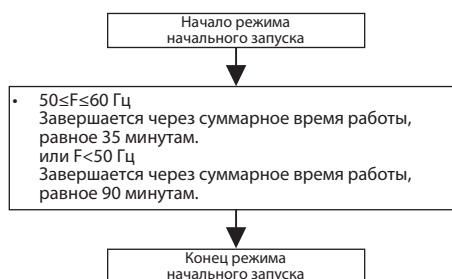 Начало режима
начального запуска
• 50≤F≤60 Гц
Завершается через суммарное время работы,
равное 35 минутам.
или F<50 Гц
Завершается через суммарное время работы,
равное 90 минутам.
Конец режима
начального запуска